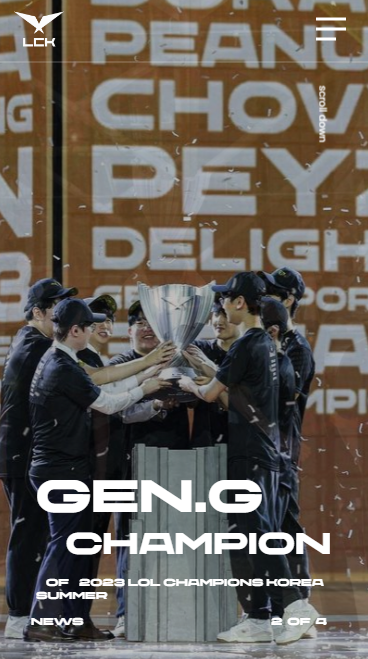 LCK
PEANU
CHOV
scroll down
PEYZ
DELIGH
GEN.G
CHAMPION
OF 2023 LOL CHAMPIONS KOREA
SUMMER
NEWS
2 OF 4